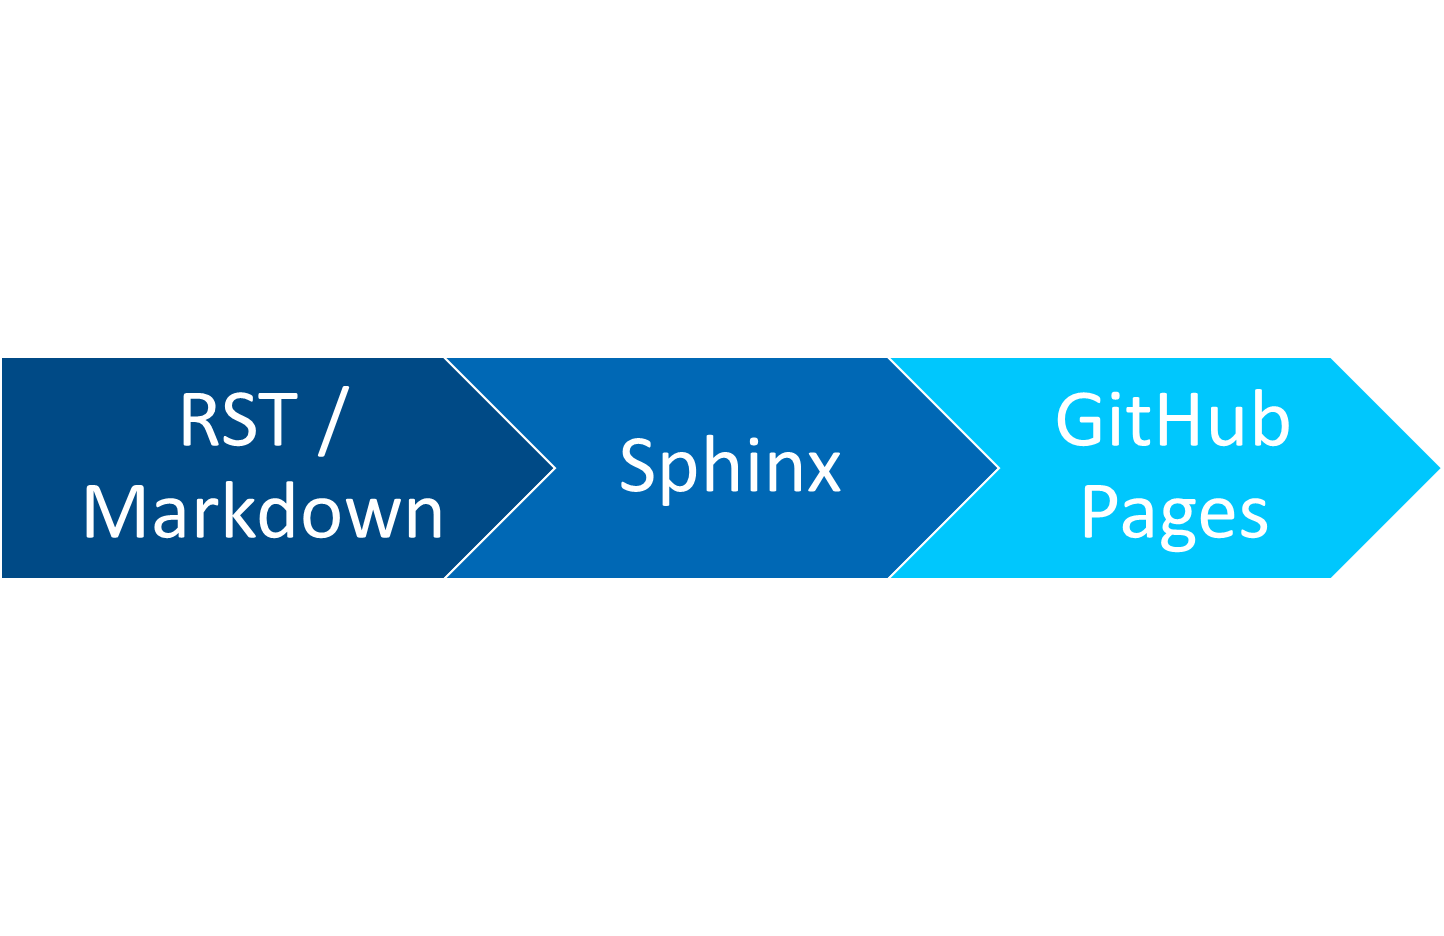 RST /
Markdown
Sphinx
GitHub
Pages